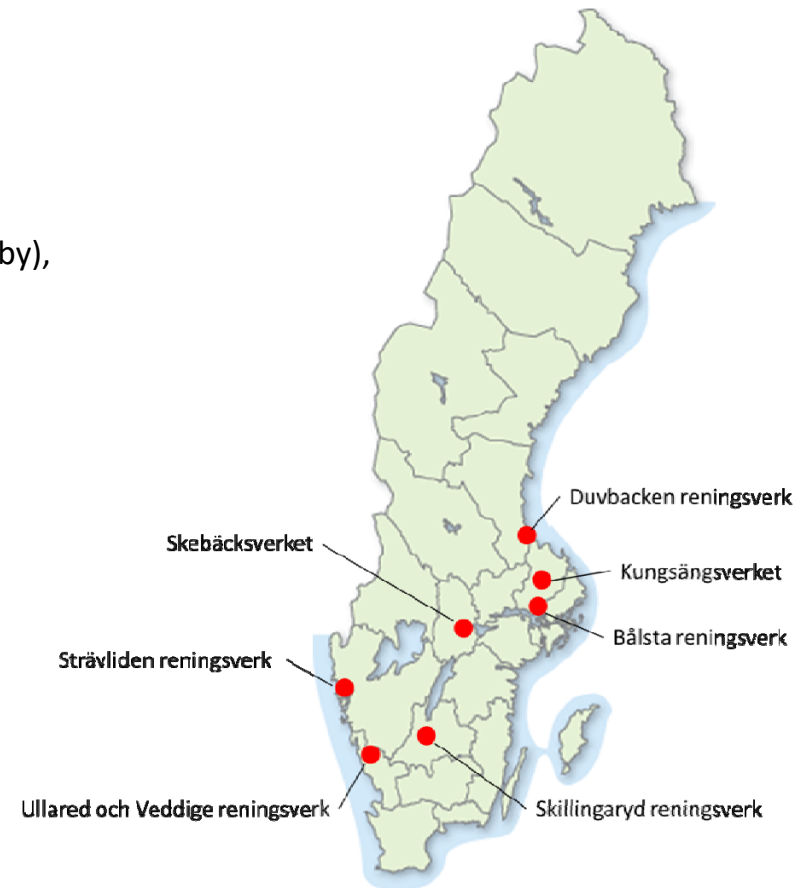 by),
Duvbacken reningsverk
Skebäcksverket
Kungsängsverket
Bålsta reningsverk
Strävliden reningsverk
Ullared och Veddige reningsverk
Skillingaryd reningsverk